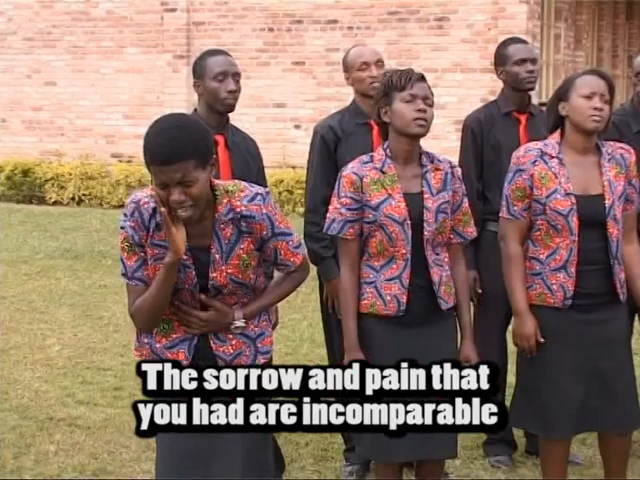 The sorrow and pain that
you had are incomparable